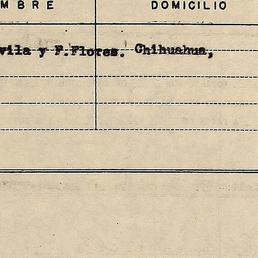 MBRE DOMICILIO
vila y F.Flores. Chihuahua,